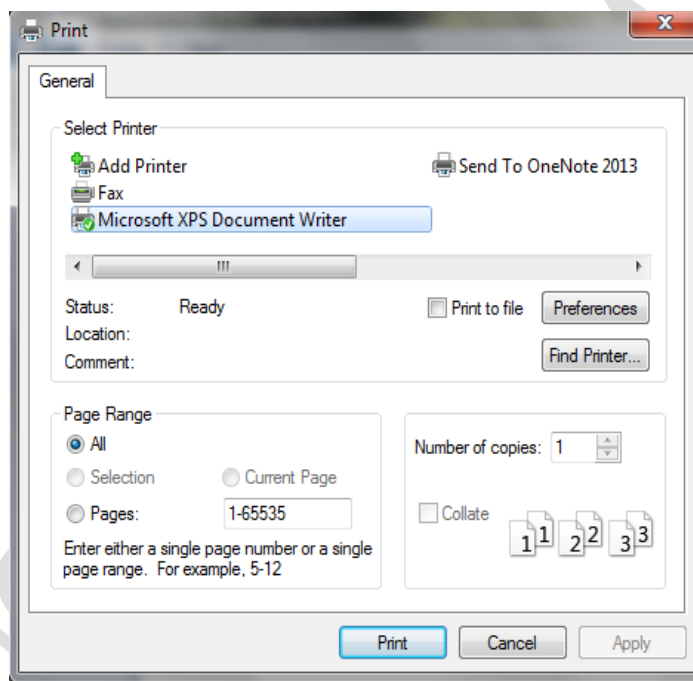 Print
General
Select Printer
Add Printer
Send To OneNote 2013
Fax
Microsoft XPS Document Writer
Status: Ready
Print to file
Preferences
Location:
Comment:
Find Printer...
Page Range
All
Selection
Current Page
Pages: 1-65535
Enter either a single page number or a single
page range. For example, 5-12
Number of copies: 1
Collate
1 1 2 2 3 3
Print
Cancel
Apply